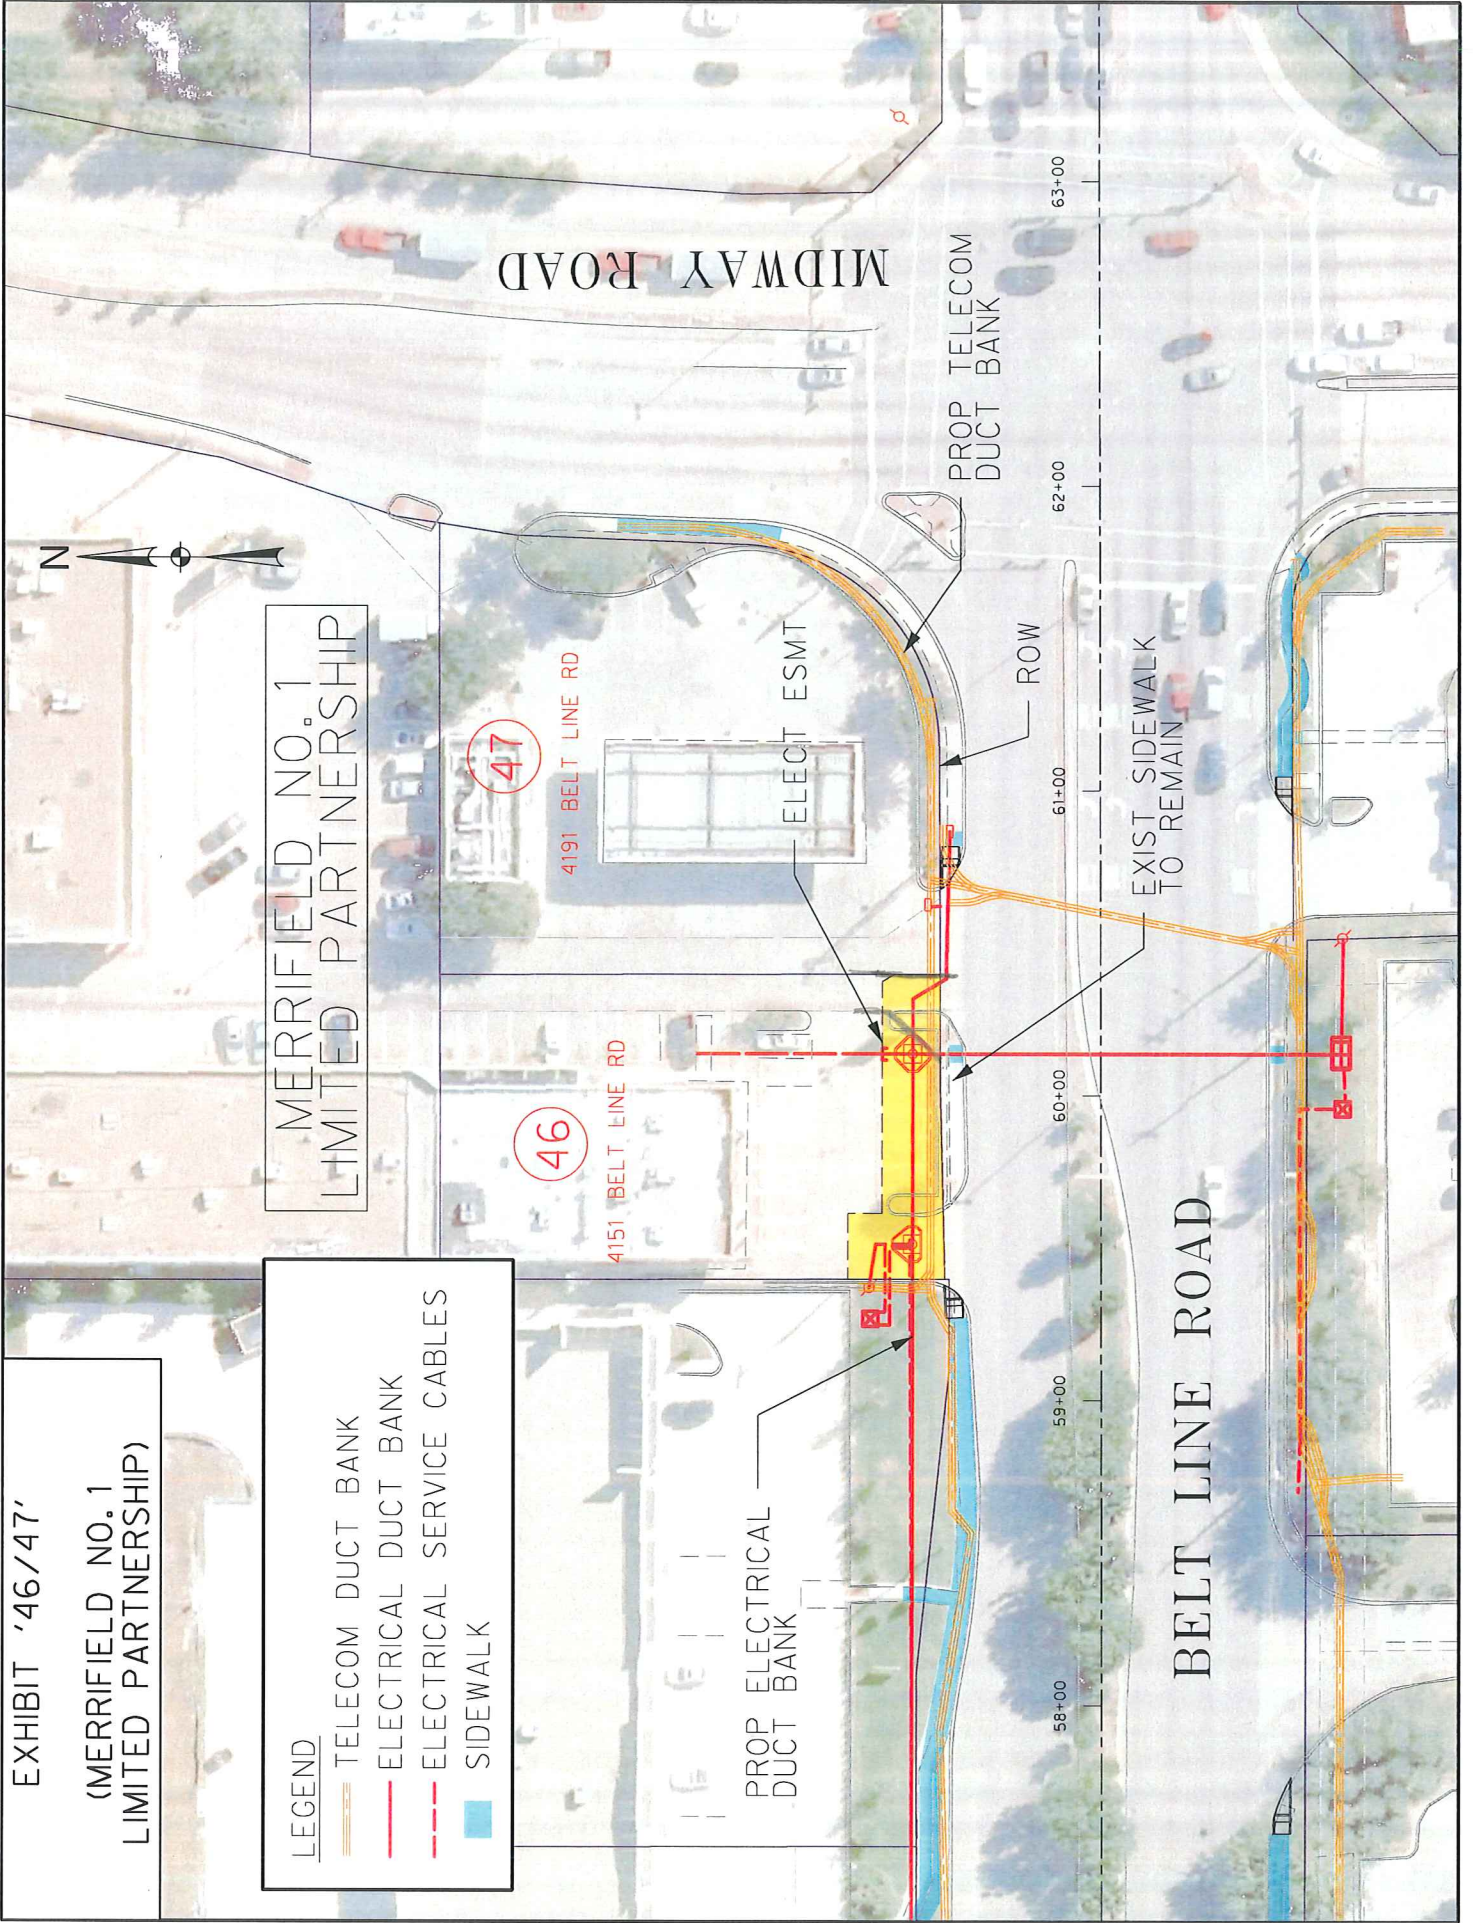 EXHIBIT '46/47'
(MERRIFIELD NO. 1
LIMITED PARTNERSHIP)
LEGEND
TELECOM DUCT BANK
ELECTRICAL DUCT BANK
ELECTRICAL SERVICE CABLES
SIDEWALK
MERRIFIELD NO. 1
LIMITED PARTNERSHIP
N
46
4151 BELT LINE RD
47
4191 BELT LINE RD
MIDWAY ROAD
ELECT ESMT
PROP TELECOM
DUCT BANK
ROW
EXIST SIDEWALK
TO REMAIN
PROP ELECTRICAL
DUCT BANK
58+00
59+00
60+00
61+00
62+00
63+00
BELT LINE ROAD